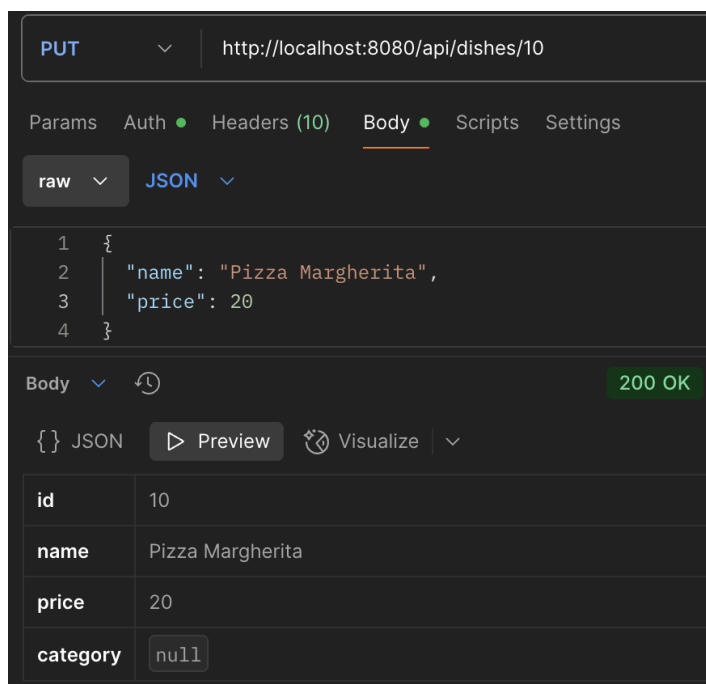 PUT http://localhost:8080/api/dishes/10
Params Auth Headers (10) Body Scripts Settings
raw JSON
1 {
2 "name": "Pizza Margherita",
3 "price": 20
4 }
Body 200 OK
{} JSON Preview Visualize
id 10
name Pizza Margherita
price 20
category null